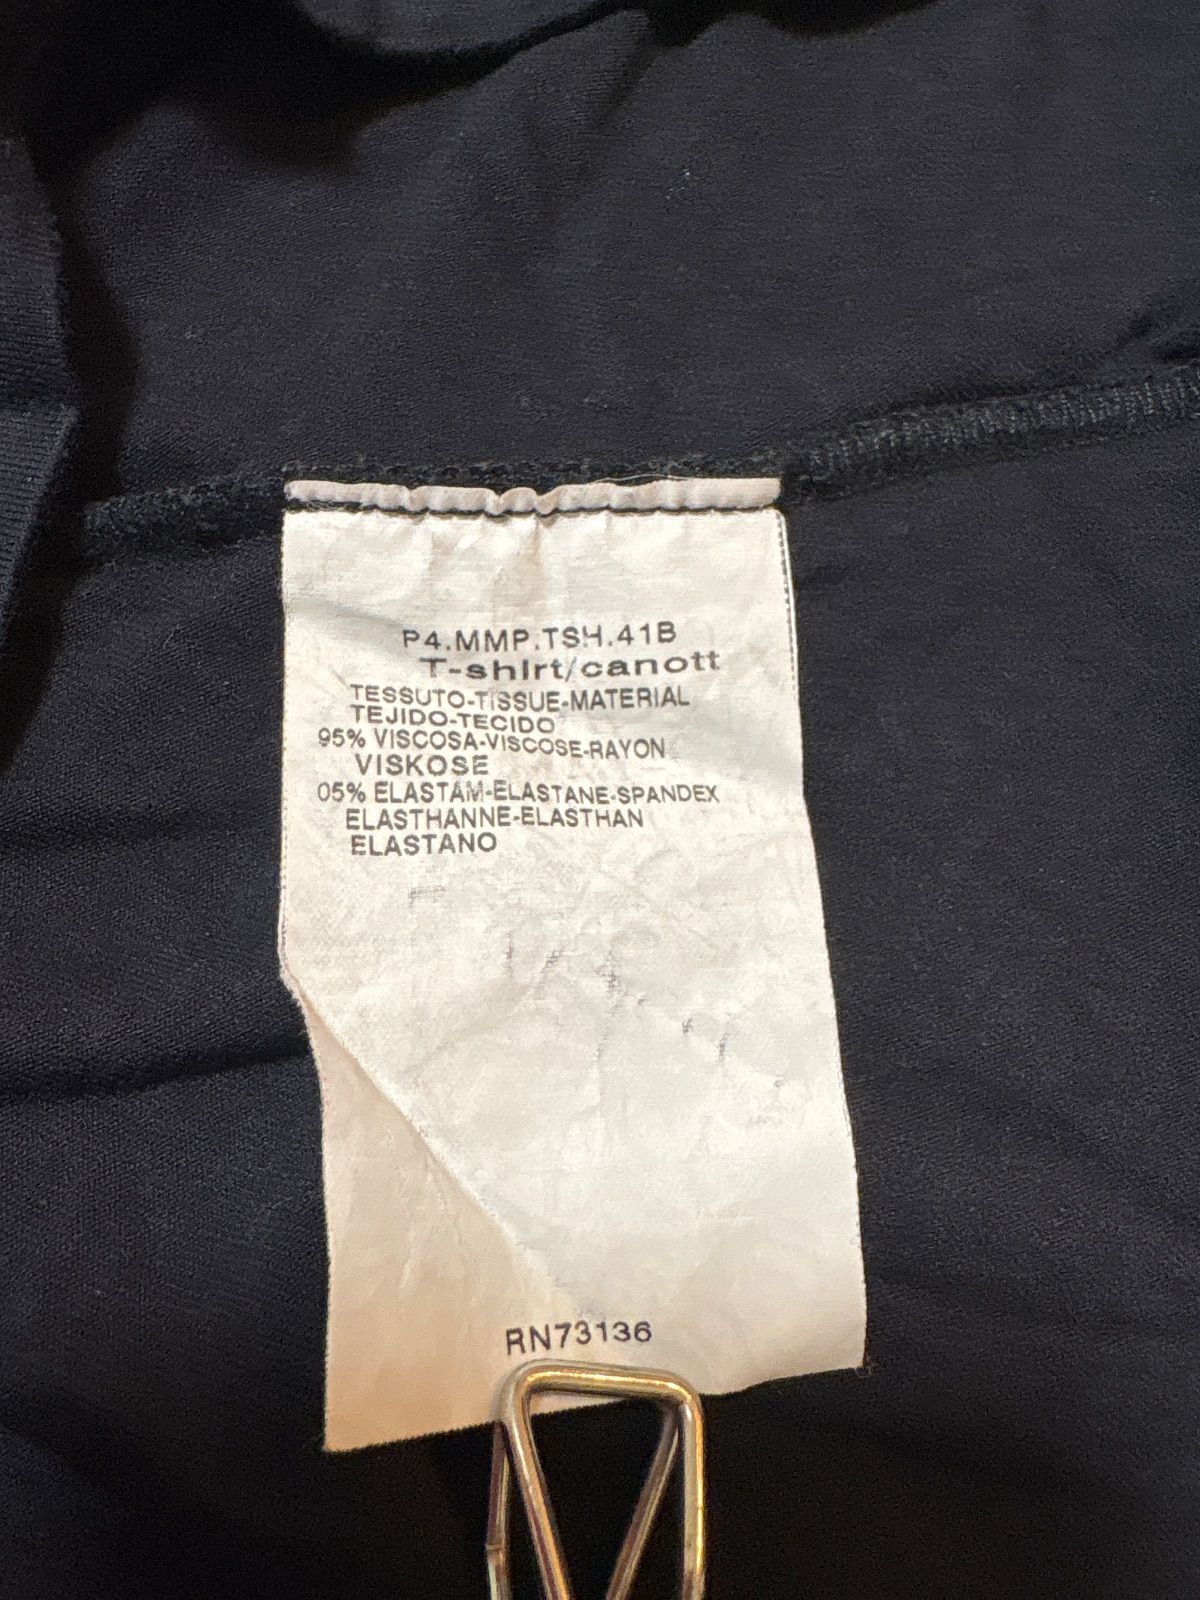 P4.MMP.TSH.41B
T-shirt/canott
TESSUTO-TISSUE-MATERIAL
TEJIDO-TECIDO
95% VISCOSA-VISCOSE-RAYON
VISKOSE
05% ELASTAM-ELASTANE-SPANDEX
ELASTHANNE-ELASTHAN
ELASTANO
RN73136